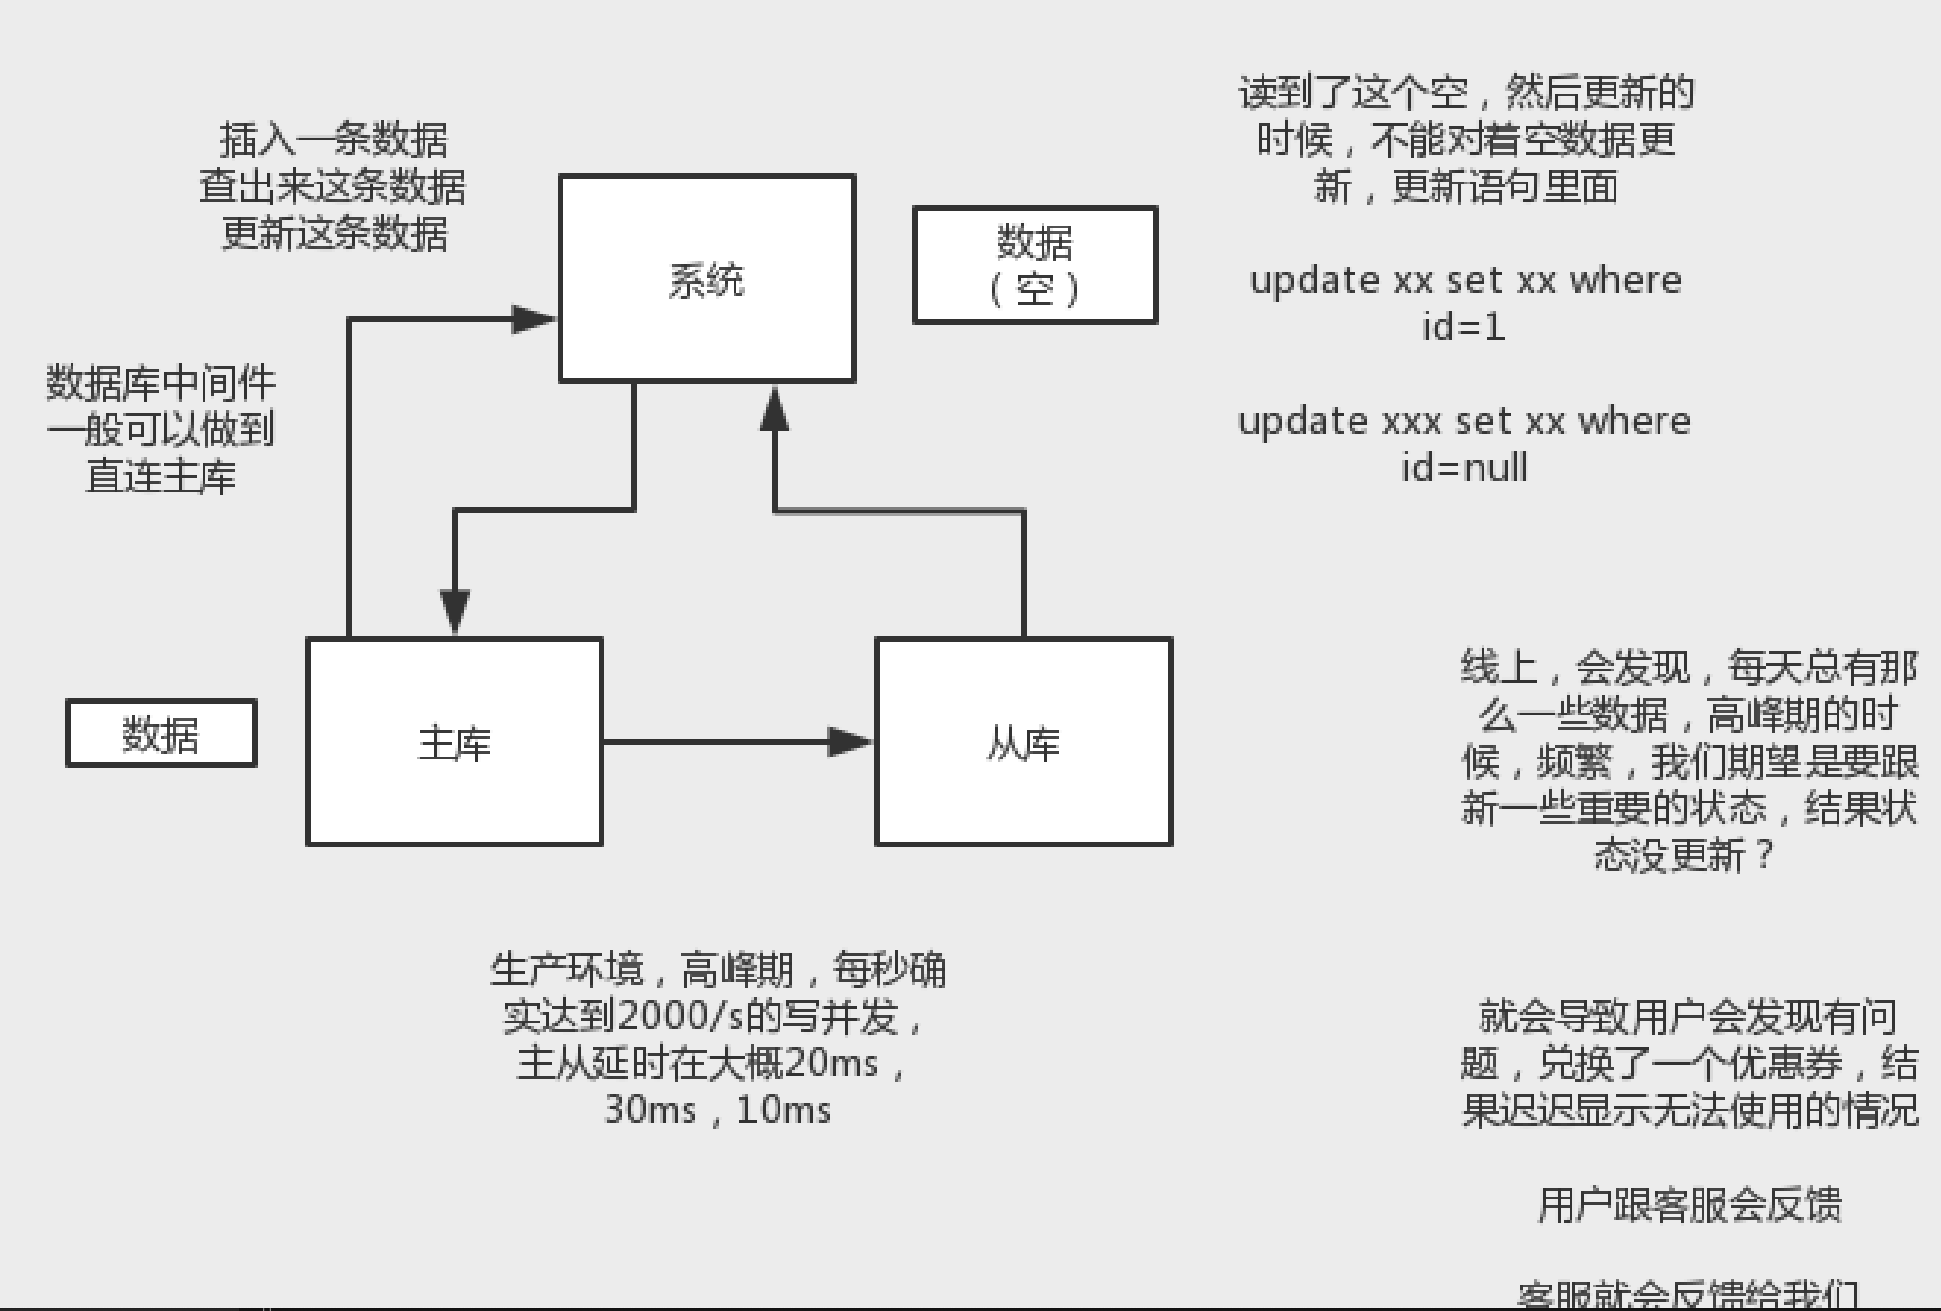 插入一条数据
查出来这条数据
更新这条数据
系统
数据
（空）
读到了这个空，然后更新的
时候，不能对着空数据更
新，更新语句里面
update xx set xx where
id=1
update xxx set xx where
id=null
数据库中间件
一般可以做到
直连主库
数据
主库
从库
线上，会发现，每天总有那
么一些数据，高峰期的时
候，频繁，我们期望是要跟
新一些重要的状态，结果状
态没更新？
生产环境，高峰期，每秒确
实达到2000/s的写并发，
主从延时在大概20ms，
30ms，10ms
就会导致用户会发现有问
题，兑换了一个优惠券，结
果迟迟显示无法使用的情况
用户跟客服会反馈
客服就会反馈给我们